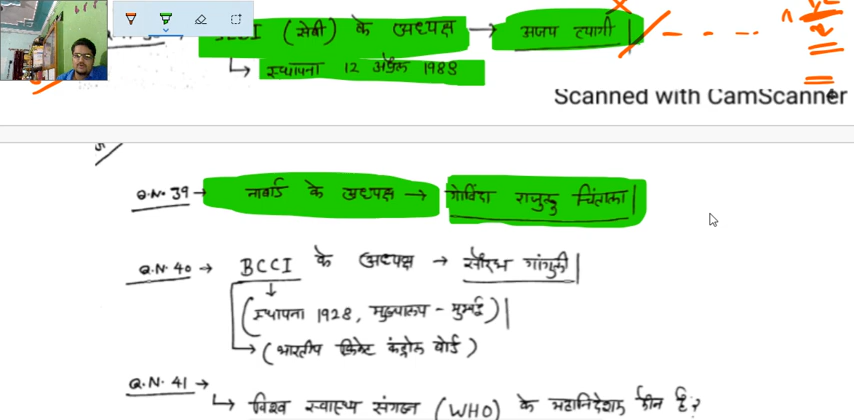 (सेबी) के अध्यक्ष → अजय त्यागी|
↳ स्थापना 12 अप्रैल 1988
Scanned with CamScanner
Q.N. 39 → नाबार्ड के अध्यक्ष → गोविंदा राजुलु चिंताला|
Q.N. 40 → BCCI के अध्यक्ष → सौरभ गांगुली|
(स्थापना 1928, मुख्यालय - मुम्बई)|
↳ (भारतीय क्रिकेट कंट्रोल बोर्ड)
Q.N. 41 →
↳ विश्व स्वास्थ्य संगठन (WHO) के महानिदेशक कौन है?